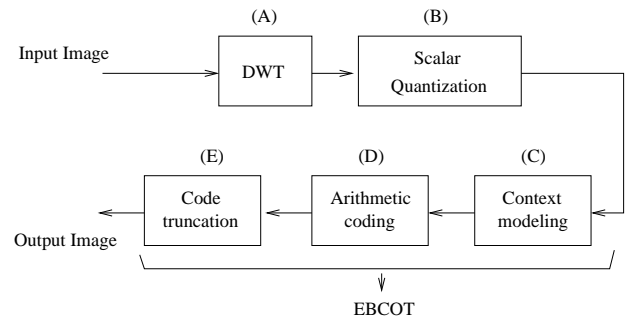 (A)
(B)
Input Image
DWT
Scalar
Quantization
(E)
(D)
(C)
Code
truncation
Arithmetic
coding
Context
modeling
Output Image
EBCOT